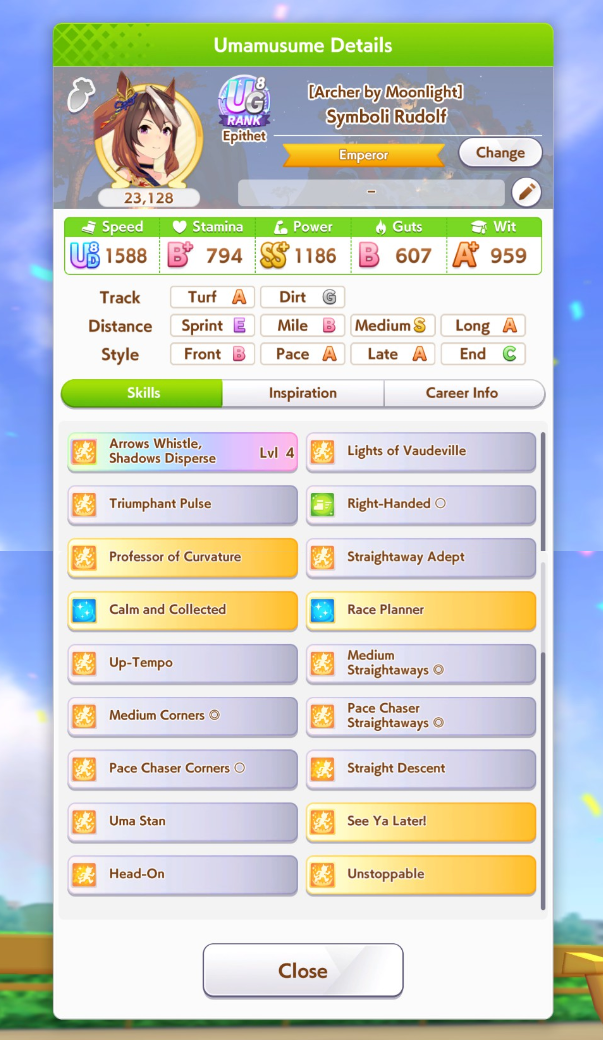 Umamusume Details
UG8
RANK
Epithet
[Archer by Moonlight]
Symboli Rudolf
Emperor
Change
23,128
–
Speed Stamina Power Guts Wit
UD8 1588 B+ 794 SS+ 1186 B 607 A+ 959
Track Turf A Dirt G
Distance Sprint E Mile B Medium S Long A
Style Front B Pace A Late A End C
Skills Inspiration Career Info
Arrows Whistle,
Shadows Disperse Lvl 4
Lights of Vaudeville
Triumphant Pulse
Right-Handed ○
Professor of Curvature
Straightaway Adept
Calm and Collected
Race Planner
Up-Tempo
Medium
Straightaways ◎
Medium Corners ◎
Pace Chaser
Straightaways ◎
Pace Chaser Corners ○
Straight Descent
Uma Stan
See Ya Later!
Head-On
Unstoppable
Close